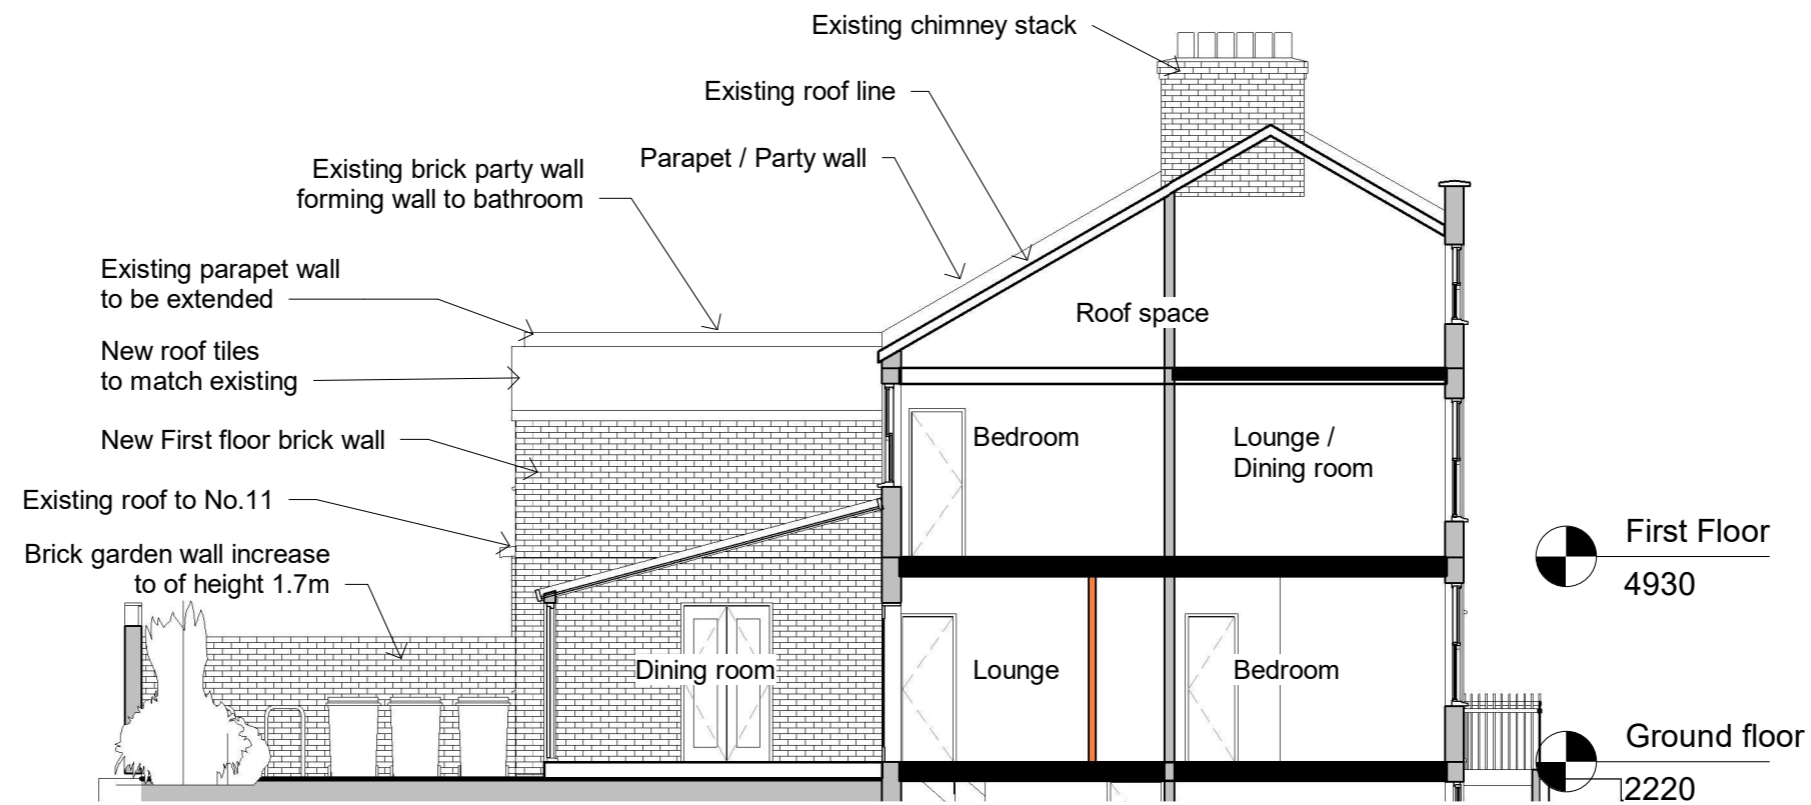 Existing chimney stack
Existing roof line
Parapet / Party wall
Existing brick party wall
forming wall to bathroom
Existing parapet wall
to be extended
New roof tiles
to match existing
New First floor brick wall
Existing roof to No.11
Brick garden wall increase
to of height 1.7m
Roof space
Bedroom
Lounge /
Dining room
First Floor
4930
Dining room
Lounge
Bedroom
Ground floor
2220